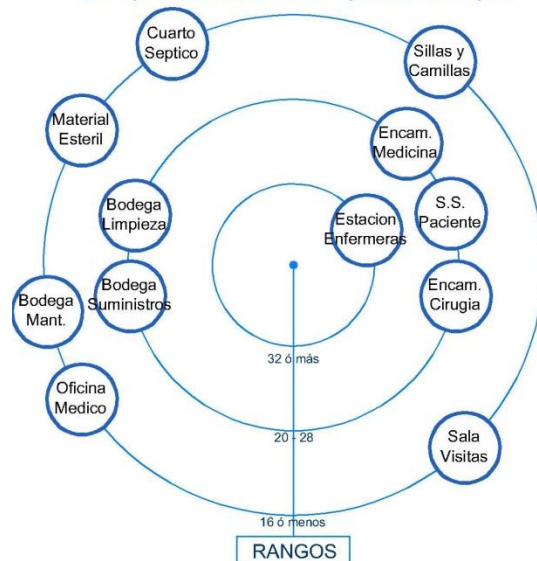 Cuarto
Septico
Sillas y
Camillas
Material
Esteril
Encam.
Medicina
Bodega
Limpieza
Estacion
Enfermeras
S.S.
Paciente
Bodega
Mant.
Bodega
Suministros
Encam.
Cirugia
32 ó más
Oficina
Medico
20 - 28
Sala
Visitas
16 ó menos
RANGOS